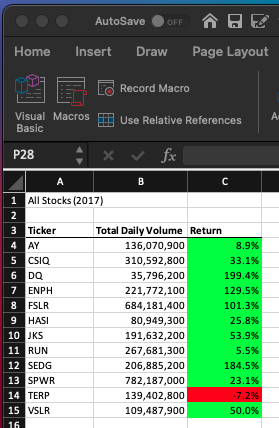 AutoSave OFF
Home Insert Draw Page Layout
Visual Basic
Macros
Record Macro
Use Relative References
P28 fx
A B C
1 All Stocks (2017)
2
3 Ticker Total Daily Volume Return
4 AY 136,070,900 8.9%
5 CSIQ 310,592,800 33.1%
6 DQ 35,796,200 199.4%
7 ENPH 221,772,100 129.5%
8 FSLR 684,181,400 101.3%
9 HASI 80,949,300 25.8%
10 JKS 191,632,200 53.9%
11 RUN 267,681,300 5.5%
12 SEDG 206,885,200 184.5%
13 SPWR 782,187,000 23.1%
14 TERP 139,402,800 -7.2%
15 VSLR 109,487,900 50.0%
16